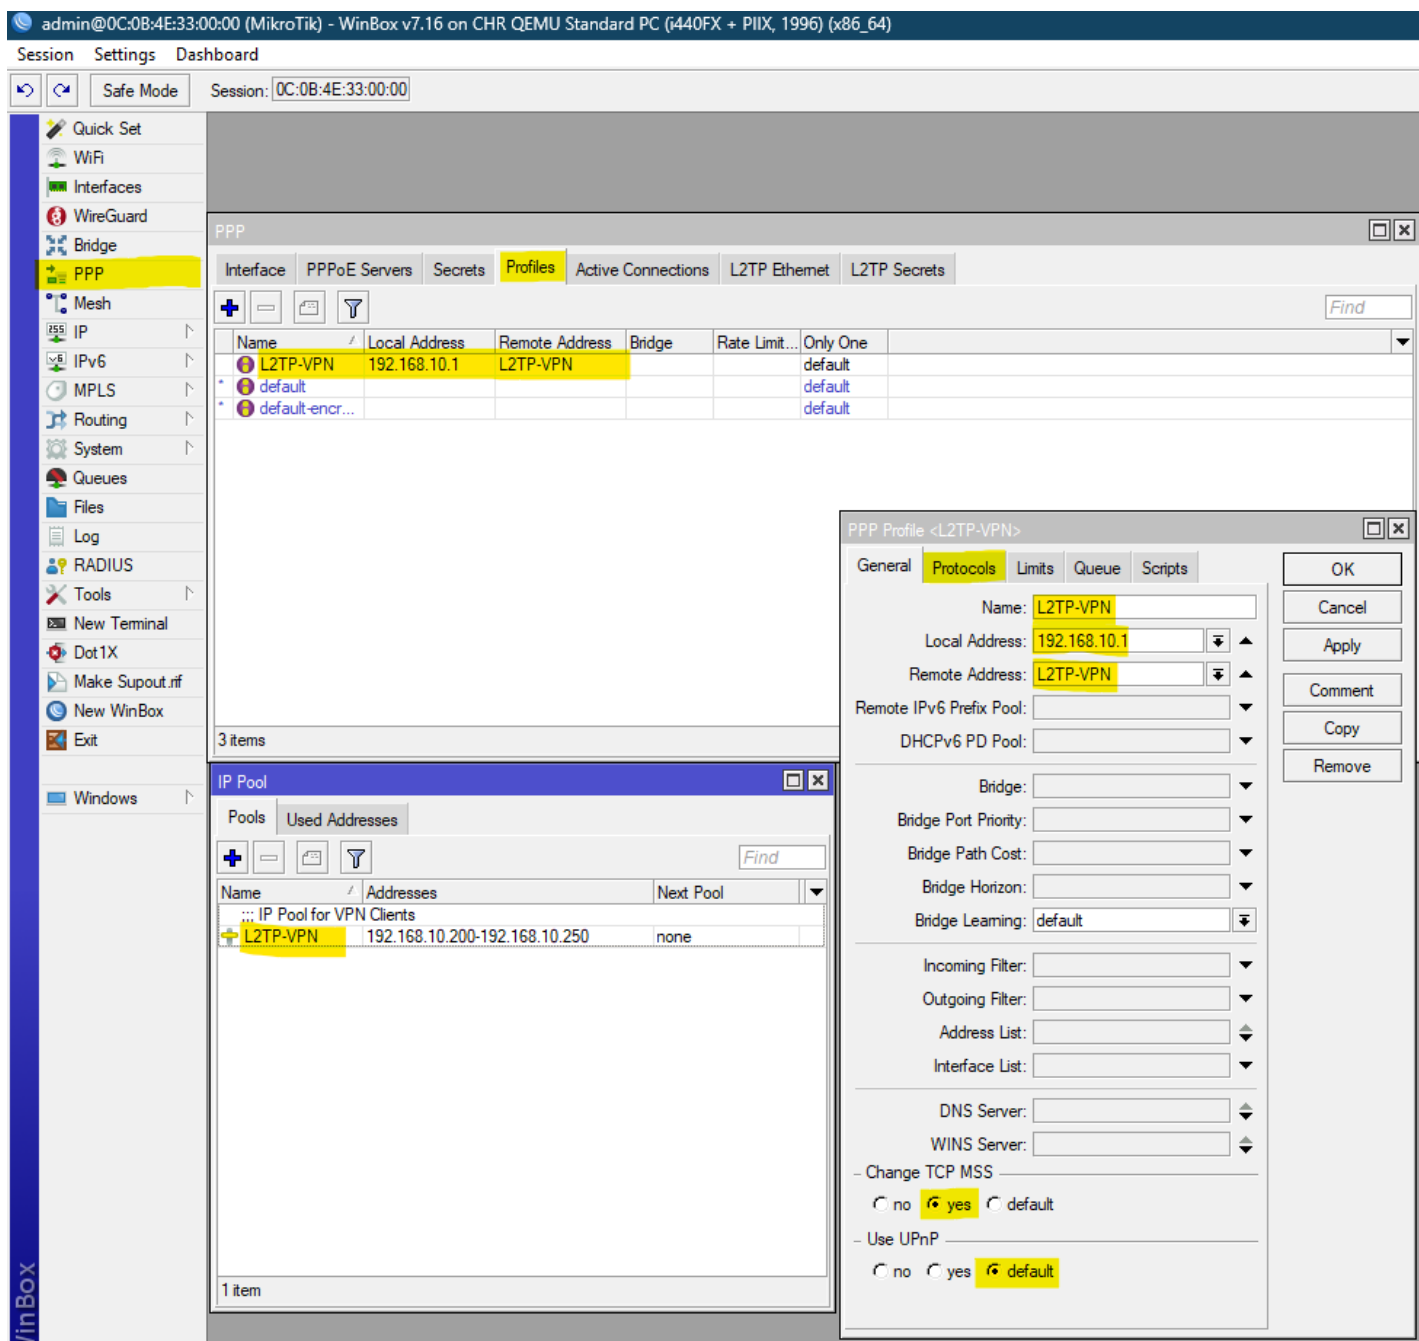 admin@0C:0B:4E:33:00:00 (MikroTik) - WinBox v7.16 on CHR QEMU Standard PC (i440FX + PIIX, 1996) (x86_64)
Session Settings Dashboard
Safe Mode Session: 0C:0B:4E:33:00:00
Quick Set
WiFi
Interfaces
WireGuard
Bridge
PPP
Mesh
IP
IPv6
MPLS
Routing
System
Queues
Files
Log
RADIUS
Tools
New Terminal
Dot1X
Make Supout.rif
New WinBox
Exit
Windows
WinBox
PPP
Interface PPPoE Servers Secrets Profiles Active Connections L2TP Ethernet L2TP Secrets
Find
Name Local Address Remote Address Bridge Rate Limit... Only One
L2TP-VPN 192.168.10.1 L2TP-VPN default
* default default
* default-encr... default
3 items
IP Pool
Pools Used Addresses
Find
Name Addresses Next Pool
;;; IP Pool for VPN Clients
L2TP-VPN 192.168.10.200-192.168.10.250 none
1 item
PPP Profile <L2TP-VPN>
General Protocols Limits Queue Scripts
Name: L2TP-VPN
Local Address: 192.168.10.1
Remote Address: L2TP-VPN
Remote IPv6 Prefix Pool:
DHCPv6 PD Pool:
Bridge:
Bridge Port Priority:
Bridge Path Cost:
Bridge Horizon:
Bridge Learning: default
Incoming Filter:
Outgoing Filter:
Address List:
Interface List:
DNS Server:
WINS Server:
Change TCP MSS
no yes default
Use UPnP
no yes default
OK
Cancel
Apply
Comment
Copy
Remove